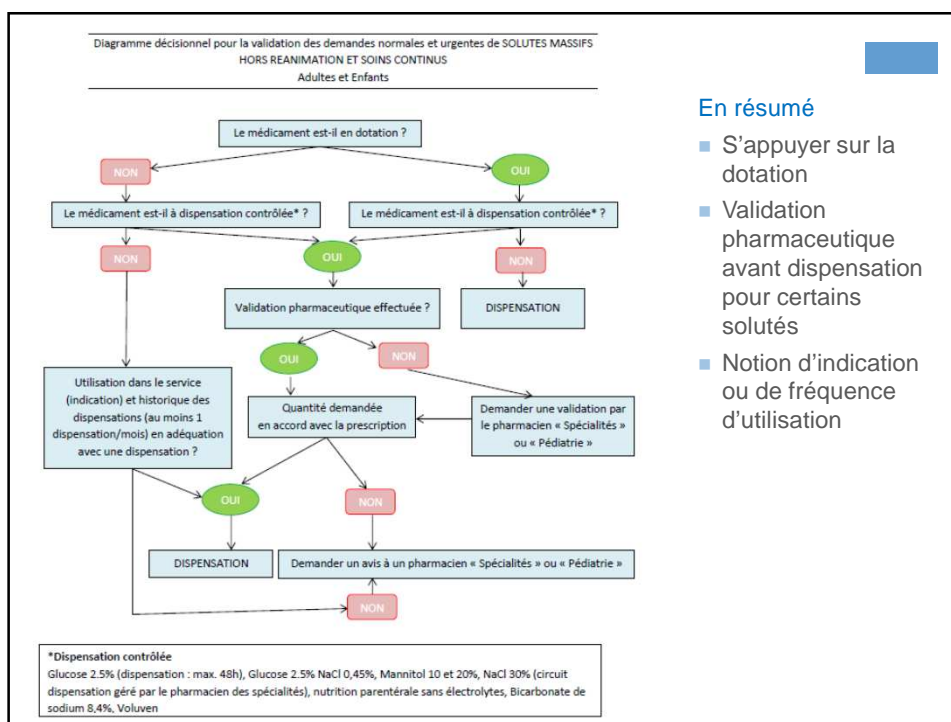 Diagramme décisionnel pour la validation des demandes normales et urgentes de SOLUTES MASSIFS
HORS REANIMATION ET SOINS CONTINUS
Adultes et Enfants
Le médicament est-il en dotation ?
NON
OUI
Le médicament est-il à dispensation contrôlée* ?
Le médicament est-il à dispensation contrôlée* ?
NON
OUI
NON
Validation pharmaceutique effectuée ?
DISPENSATION
OUI
NON
Utilisation dans le service
(indication) et historique des
dispensations (au moins 1
dispensation/mois) en adéquation
avec une dispensation ?
Quantité demandée
en accord avec la prescription
Demander une validation par
le pharmacien « Spécialités »
ou « Pédiatrie »
OUI
NON
DISPENSATION
Demander un avis à un pharmacien « Spécialités » ou « Pédiatrie »
NON
*Dispensation contrôlée
Glucose 2.5% (dispensation : max. 48h), Glucose 2.5% NaCl 0,45%, Mannitol 10 et 20%, NaCl 30% (circuit
dispensation géré par le pharmacien des spécialités), nutrition parentérale sans électrolytes, Bicarbonate de
sodium 8,4%, Voluven
En résumé
S’appuyer sur la
dotation
Validation
pharmaceutique
avant dispensation
pour certains
solutés
Notion d’indication
ou de fréquence
d’utilisation